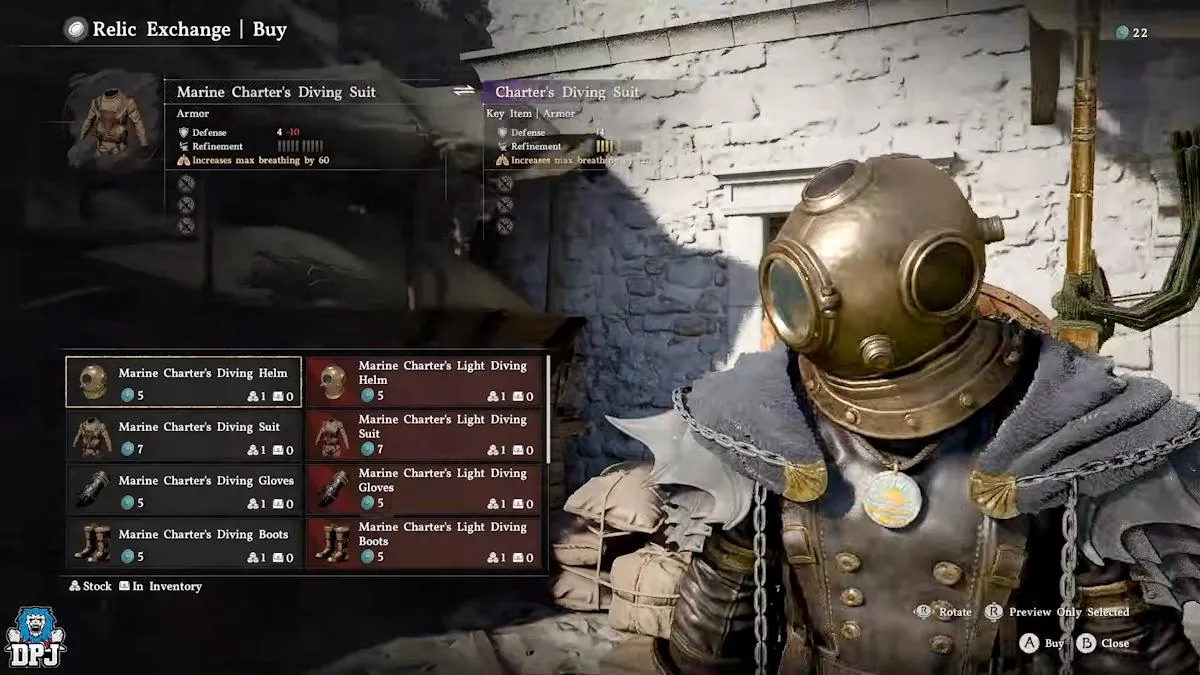 Relic Exchange | Buy
22
Marine Charter's Diving Suit
Charter's Diving Suit
Armor
Key Item | Armor
Defense 4 -10
Defense 14
Refinement
Refinement
Increases max breathing by 60
Increases max breathing by
Marine Charter's Diving Helm
5 1 0
Marine Charter's Light Diving
Helm
5 1 0
Marine Charter's Diving Suit
7 1 0
Marine Charter's Light Diving
Suit
7 1 0
Marine Charter's Diving Gloves
5 1 0
Marine Charter's Light Diving
Gloves
5 1 0
Marine Charter's Diving Boots
5 1 0
Marine Charter's Light Diving
Boots
5 1 0
Stock In Inventory
R Rotate R Preview Only Selected
A Buy B Close
DPJ